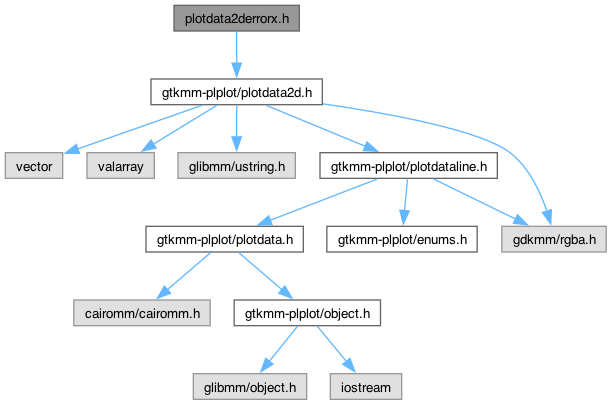 plotdata2derrorx.h
gtkmm-plplot/plotdata2d.h
vector
valarray
glibmm/ustring.h
gtkmm-plplot/plotdataline.h
gtkmm-plplot/plotdata.h
gtkmm-plplot/enums.h
gdkmm/rgba.h
cairomm/cairomm.h
gtkmm-plplot/object.h
glibmm/object.h
iostream